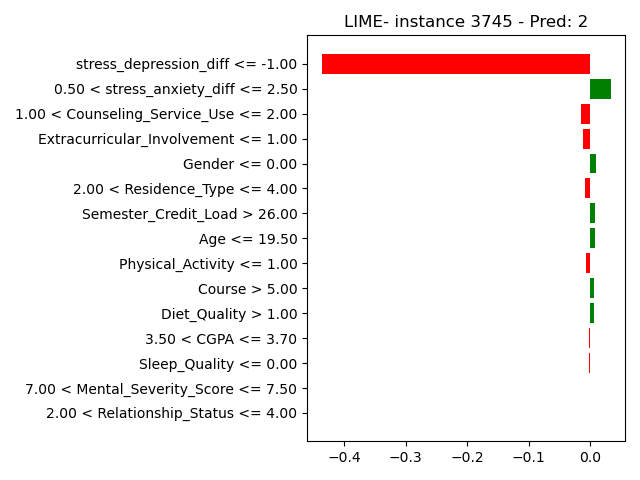 LIME- instance 3745 - Pred: 2
stress_depression_diff <= -1.00
0.50 < stress_anxiety_diff <= 2.50
1.00 < Counseling_Service_Use <= 2.00
Extracurricular_Involvement <= 1.00
Gender <= 0.00
2.00 < Residence_Type <= 4.00
Semester_Credit_Load > 26.00
Age <= 19.50
Physical_Activity <= 1.00
Course > 5.00
Diet_Quality > 1.00
3.50 < CGPA <= 3.70
Sleep_Quality <= 0.00
7.00 < Mental_Severity_Score <= 7.50
2.00 < Relationship_Status <= 4.00
−0.4 −0.3 −0.2 −0.1 0.0